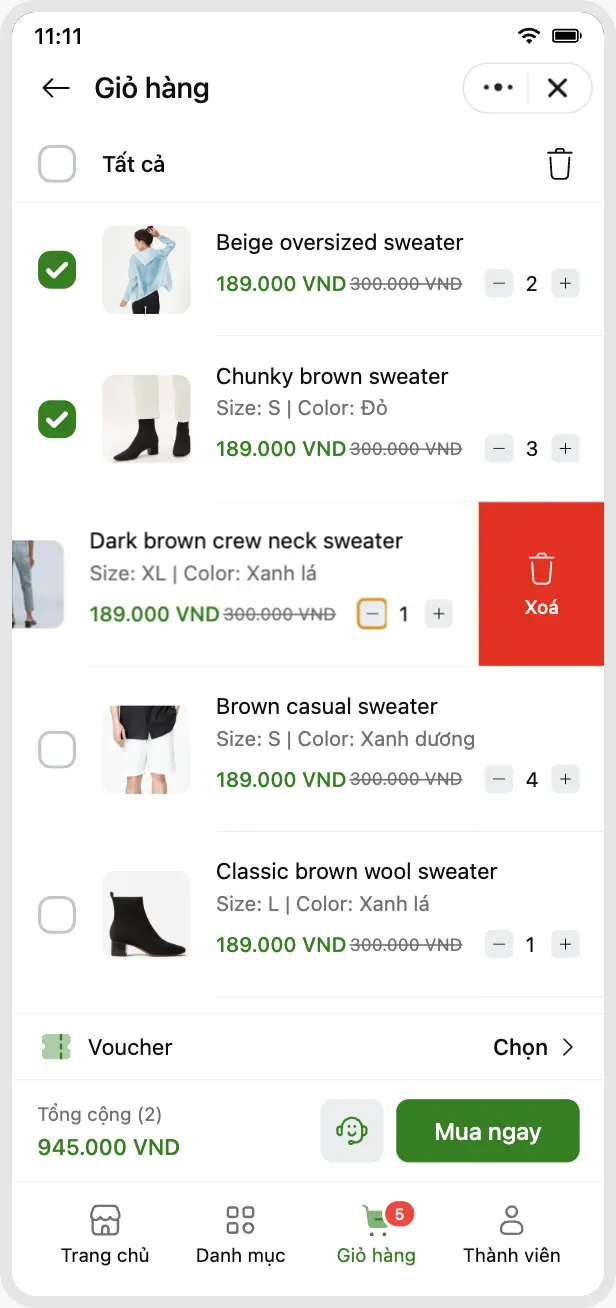 11:11
Giỏ hàng
Tất cả
Beige oversized sweater
189.000 VND 300.000 VND 2
Chunky brown sweater
Size: S | Color: Đỏ
189.000 VND 300.000 VND 3
Dark brown crew neck sweater
Size: XL | Color: Xanh lá
189.000 VND 300.000 VND 1
Xoá
Brown casual sweater
Size: S | Color: Xanh dương
189.000 VND 300.000 VND 4
Classic brown wool sweater
Size: L | Color: Xanh lá
189.000 VND 300.000 VND 1
Voucher Chọn
Tổng cộng (2)
945.000 VND
Mua ngay
5
Trang chủ Danh mục Giỏ hàng Thành viên